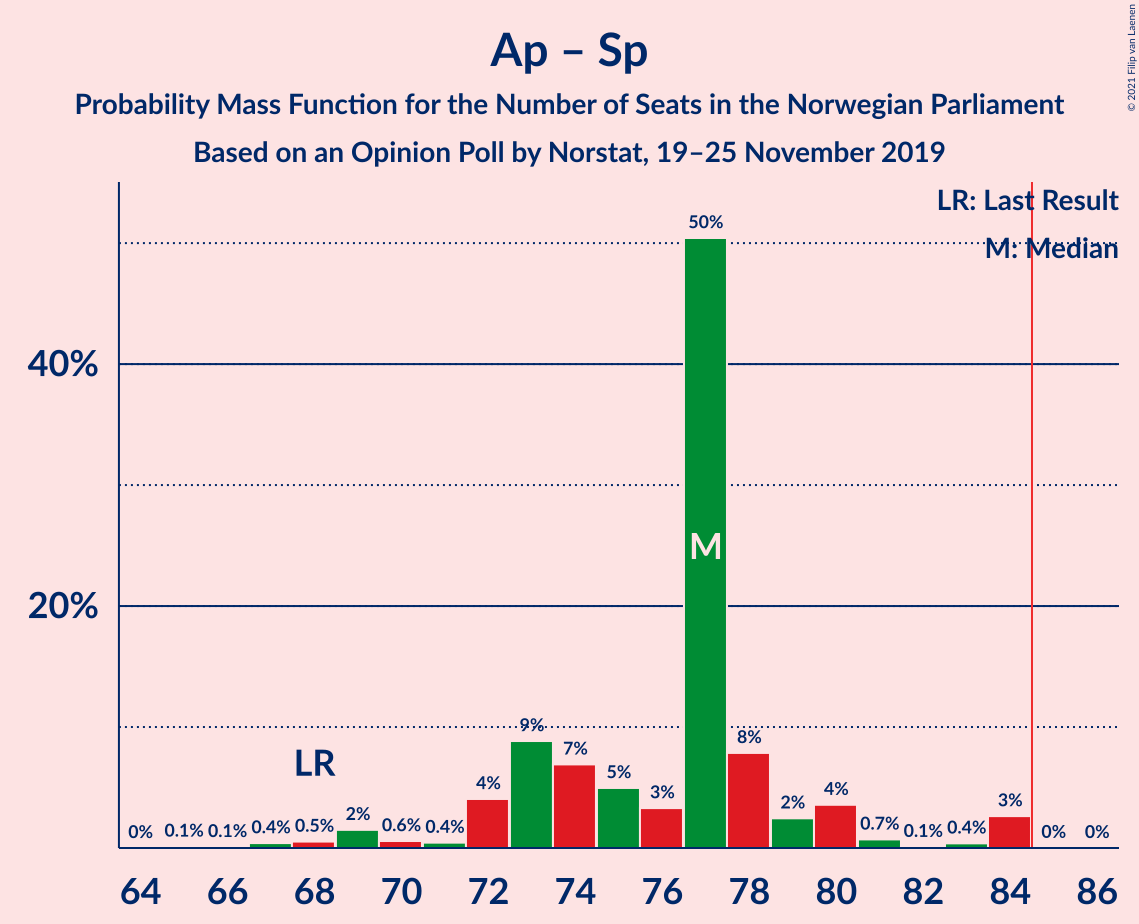 Ap – Sp
Probability Mass Function for the Number of Seats in the Norwegian Parliament
Based on an Opinion Poll by Norstat, 19–25 November 2019
© 2021 Filip van Laenen
LR: Last Result
M: Median
40%
20%
0% 0.1% 0.1% 0.4% 0.5% 2% 0.6% 0.4% 4% 9% 7% 5% 3% 50% 8% 2% 4% 0.7% 0.1% 0.4% 3% 0% 0%
LR
M
64 66 68 70 72 74 76 78 80 82 84 86